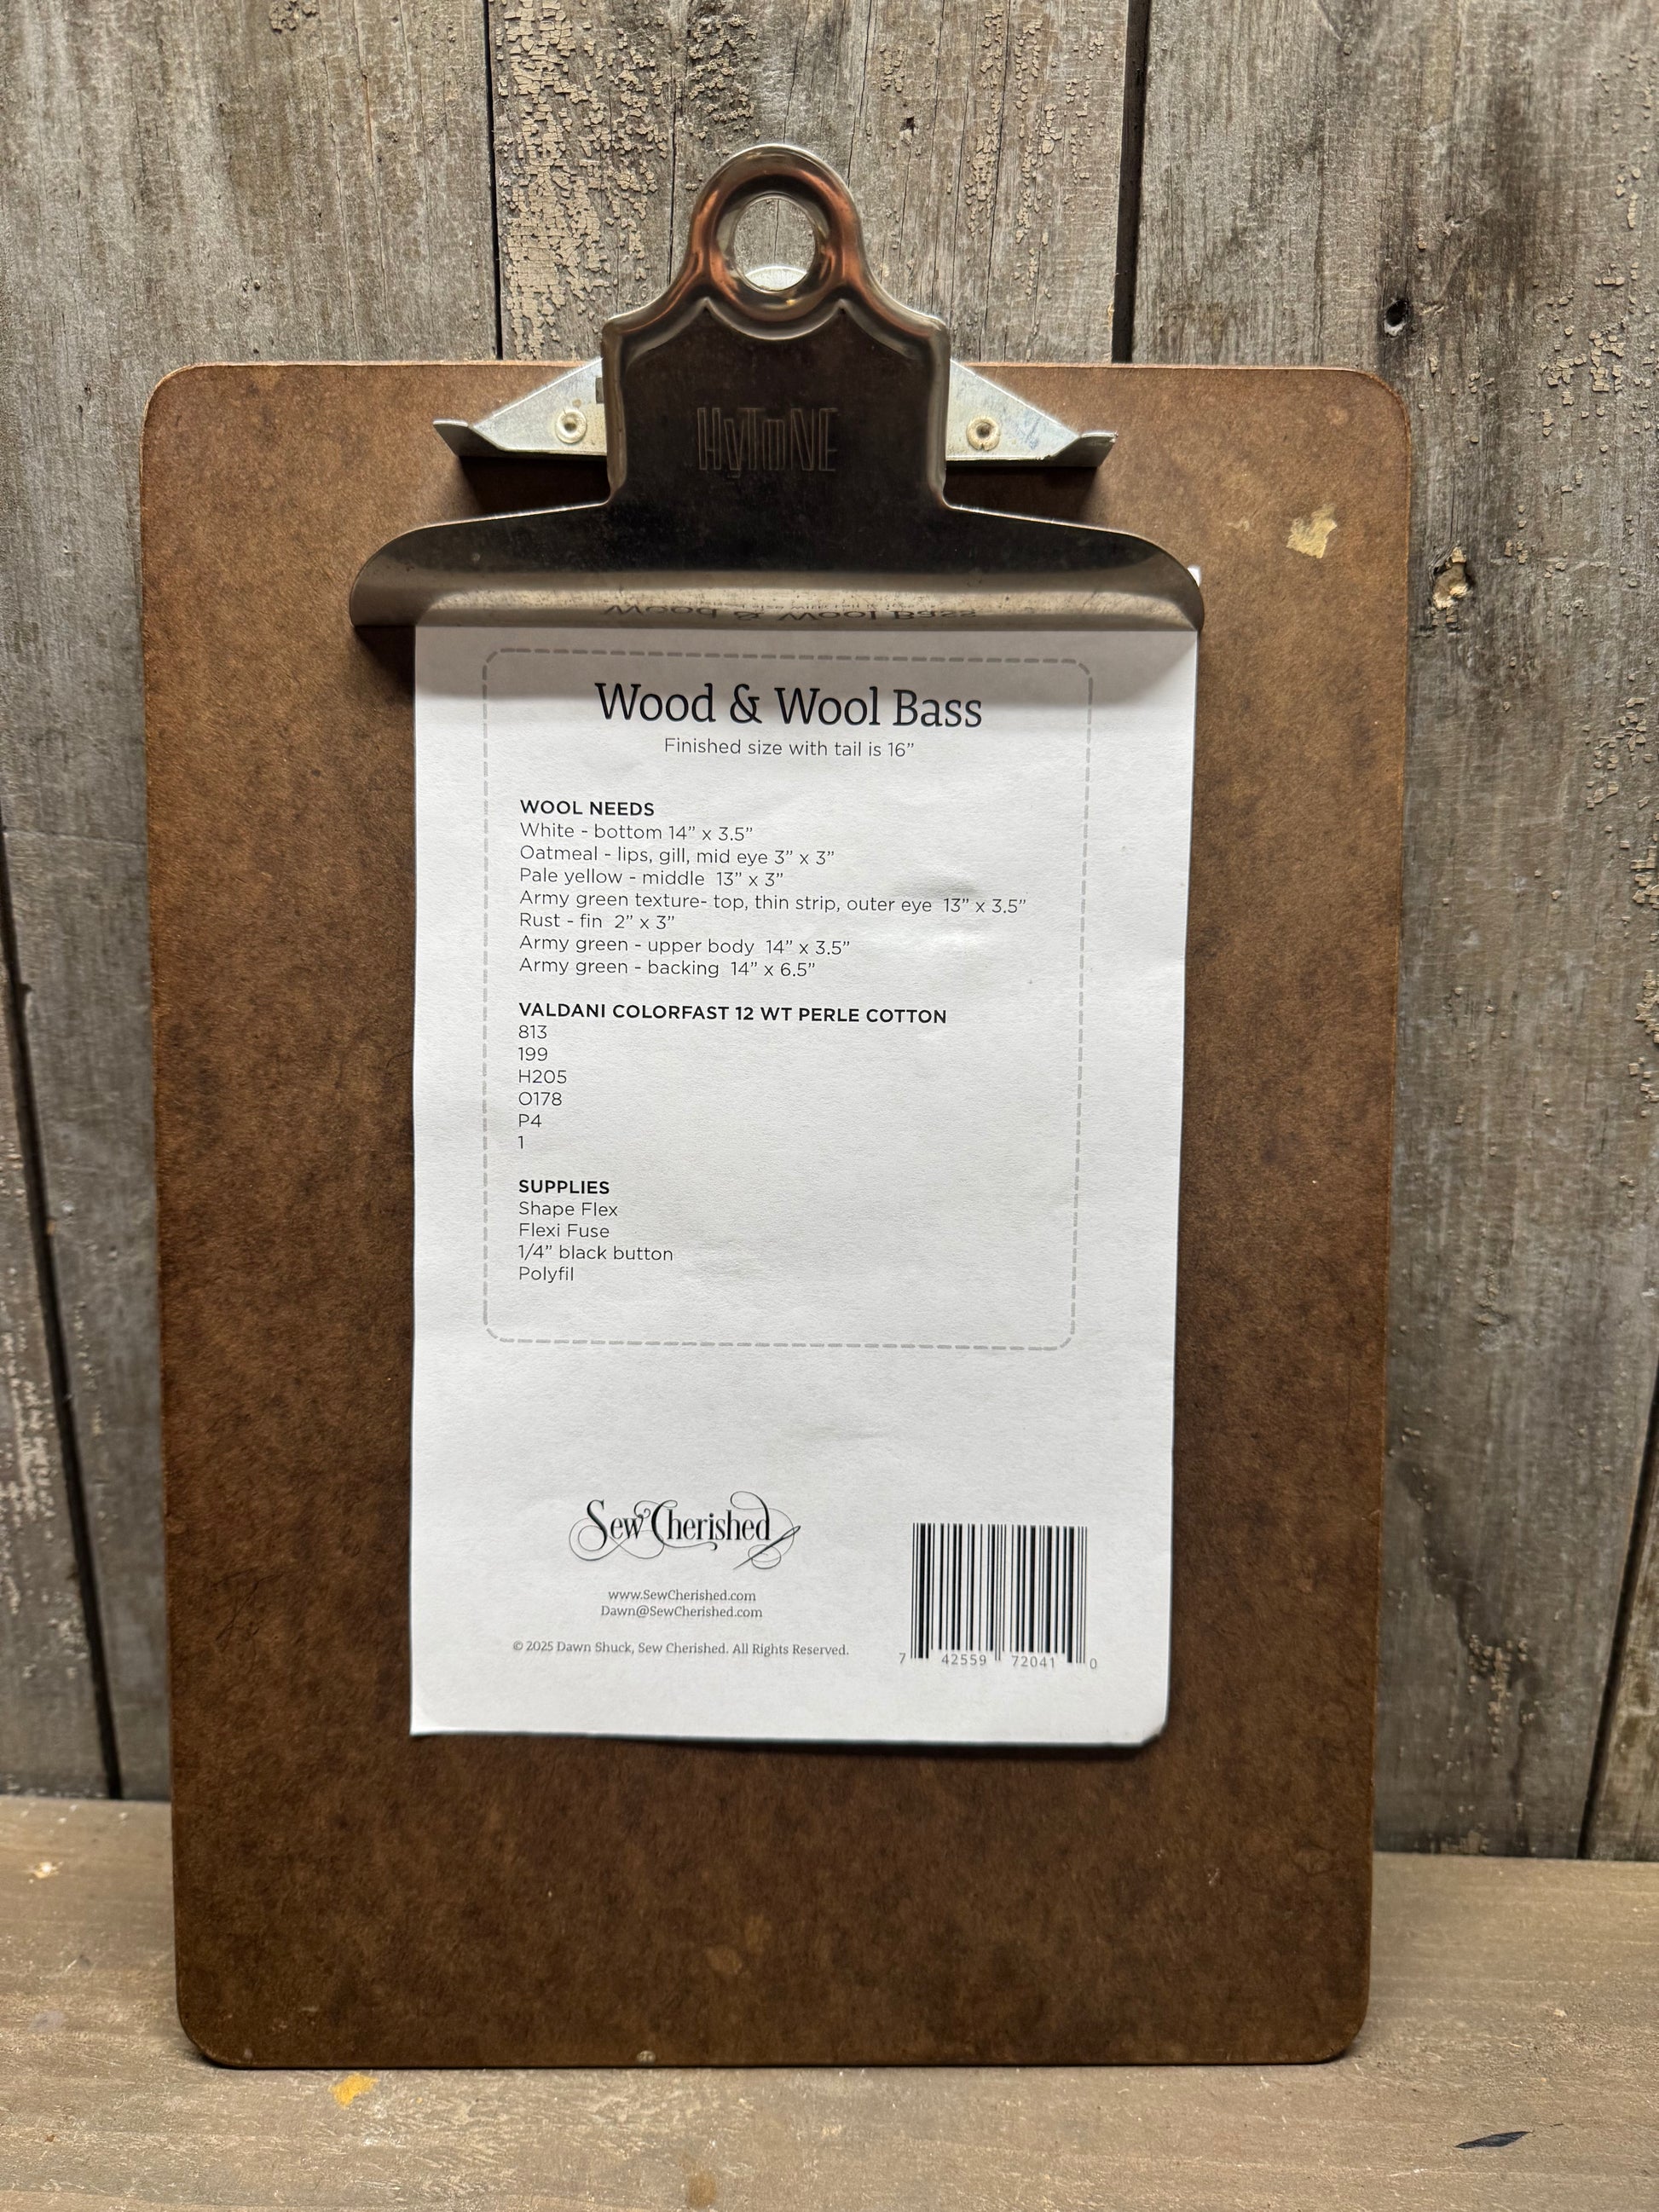 HyTONE
Wood & Wool Bass
Finished size with tail is 16”
WOOL NEEDS
White - bottom 14” x 3.5”
Oatmeal - lips, gill, mid eye 3” x 3”
Pale yellow - middle 13” x 3”
Army green texture- top, thin strip, outer eye 13” x 3.5”
Rust - fin 2” x 3”
Army green - upper body 14” x 3.5”
Army green - backing 14” x 6.5”
VALDANI COLORFAST 12 WT PERLE COTTON
813
199
H205
O178
P4
1
SUPPLIES
Shape Flex
Flexi Fuse
1/4” black button
Polyfil
Sew Cherished
www.SewCherished.com
Dawn@SewCherished.com
© 2025 Dawn Shuck, Sew Cherished. All Rights Reserved.
7 42559 72041 0